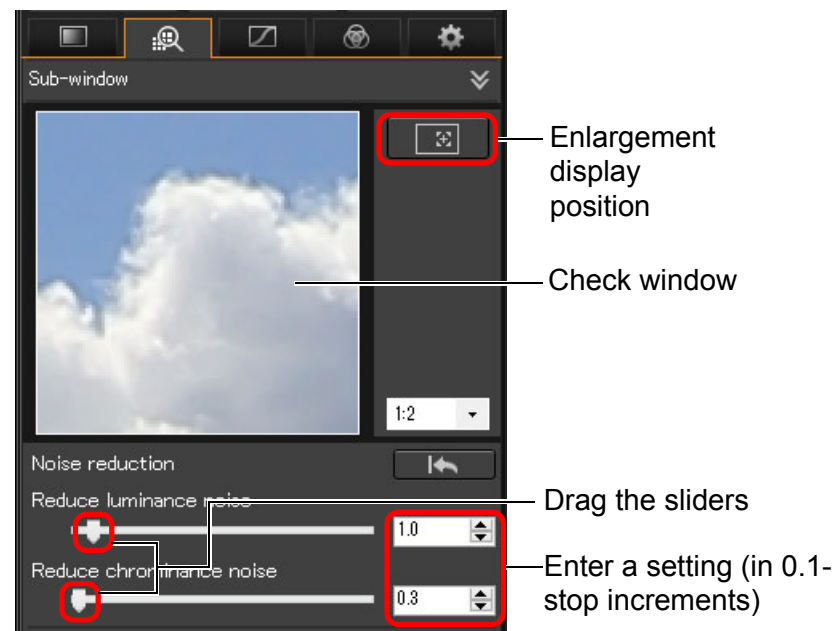 Sub-window
Enlargement
display
position
Check window
1:2
Noise reduction
Reduce luminance noise
Drag the sliders
1.0
Reduce chrominance noise
Enter a setting (in 0.1-
stop increments)
0.3